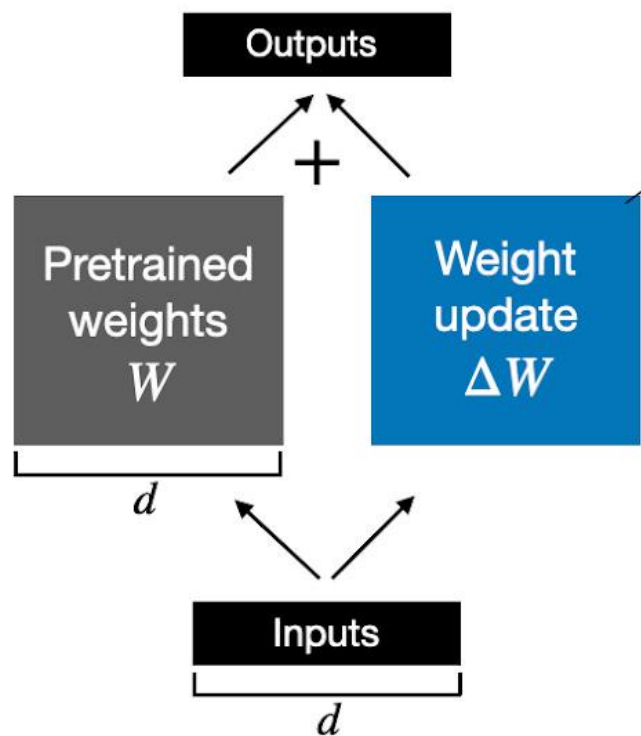 Outputs
+
Pretrained
weights
W
Weight
update
ΔW
d
Inputs
d